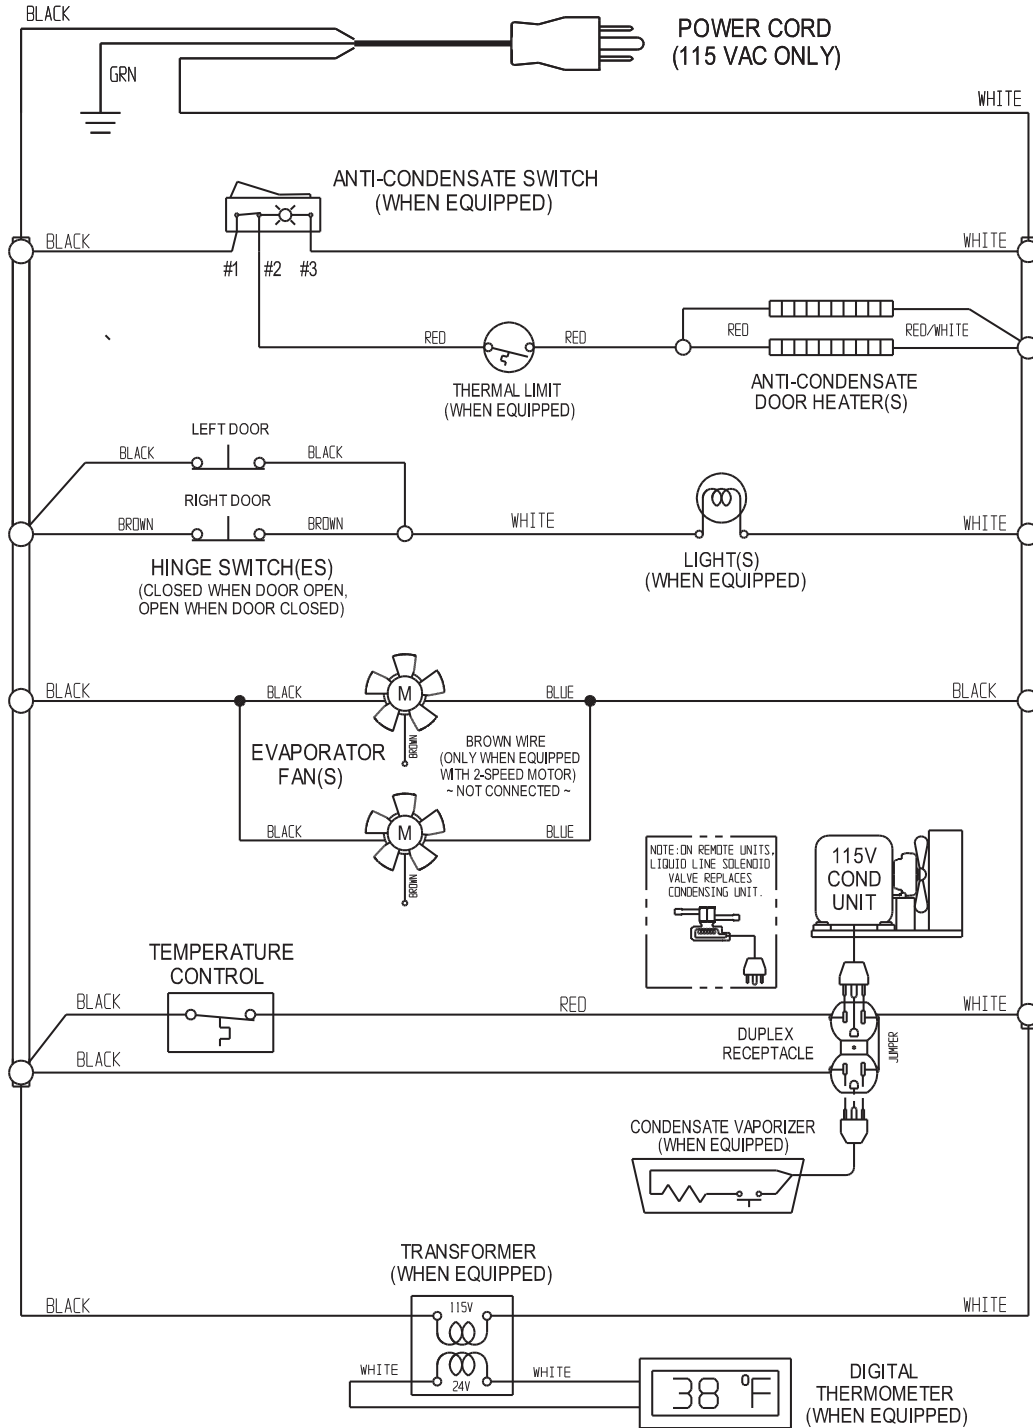 BLACK
POWER CORD
(115 VAC ONLY)
GRN
WHITE
ANTI-CONDENSATE SWITCH
(WHEN EQUIPPED)
BLACK
WHITE
#1 #2 #3
RED
RED
RED
RED/WHITE
THERMAL LIMIT
(WHEN EQUIPPED)
ANTI-CONDENSATE
DOOR HEATER(S)
LEFT DOOR
BLACK
BLACK
RIGHT DOOR
BROWN
BROWN
WHITE
WHITE
HINGE SWITCH(ES)
(CLOSED WHEN DOOR OPEN,
OPEN WHEN DOOR CLOSED)
LIGHT(S)
(WHEN EQUIPPED)
BLACK
BLACK
M
BLUE
BLACK
BROWN
EVAPORATOR
FAN(S)
BROWN WIRE
(ONLY WHEN EQUIPPED
WITH 2-SPEED MOTOR)
~ NOT CONNECTED ~
BLACK
M
BLUE
BROWN
NOTE:ON REMOTE UNITS,
LIQUID LINE SOLENOID
VALVE REPLACES
CONDENSING UNIT.
115V
COND
UNIT
TEMPERATURE
CONTROL
BLACK
RED
WHITE
DUPLEX
RECEPTACLE
JUMPER
BLACK
CONDENSATE VAPORIZER
(WHEN EQUIPPED)
TRANSFORMER
(WHEN EQUIPPED)
BLACK
115V
WHITE
WHITE
24V
WHITE
38 °F
DIGITAL
THERMOMETER
(WHEN EQUIPPED)